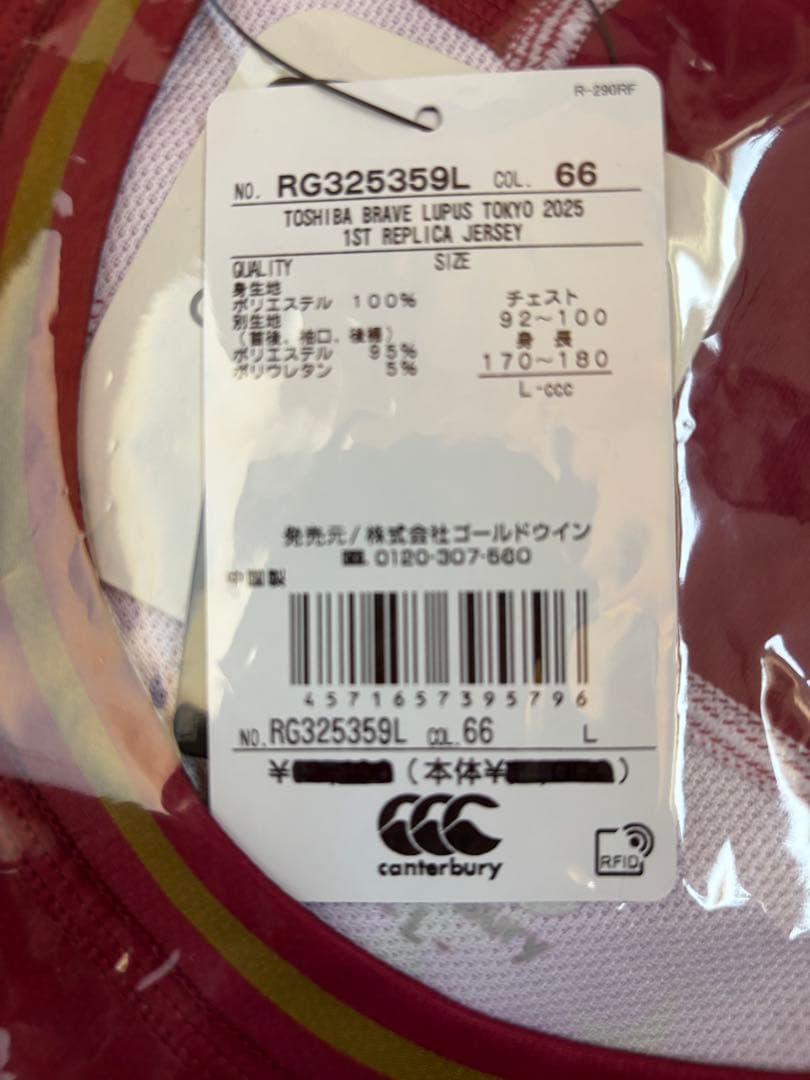 R-290RF
NO. RG325359L COL. 66
TOSHIBA BRAVE LUPUS TOKYO 2025
1ST REPLICA JERSEY
QUALITY SIZE
身生地
ポリエステル 100%
別生地
(首後、袖口、後裾)
ポリエステル 95%
ポリウレタン 5%
チェスト
92~100
身 長
170~180
L-ccc
発売元/株式会社ゴールドウイン
0120-307-560
中国製
4571657395796
NO.RG325359L COL.66 L
¥ (本体¥ )
canterbury
RFID